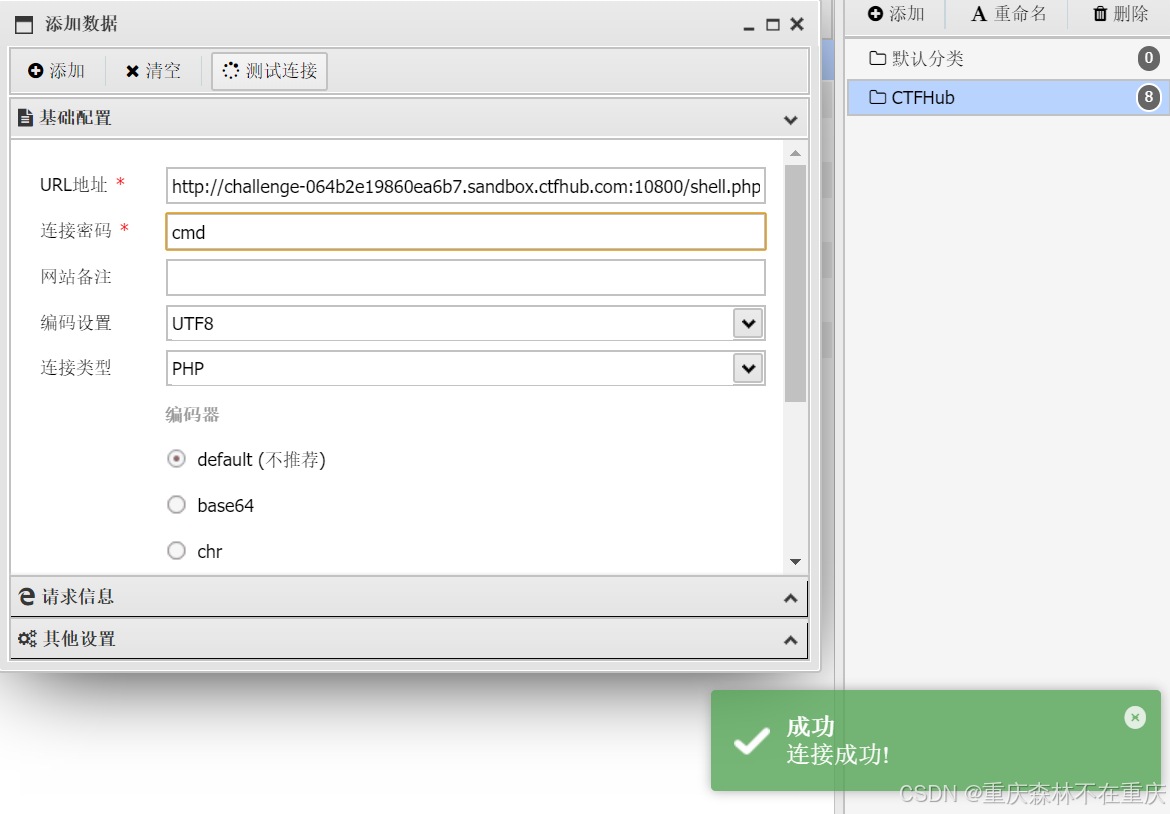 添加数据
添加 清空 测试连接
基础配置
URL地址 * http://challenge-064b2e19860ea6b7.sandbox.ctfhub.com:10800/shell.php
连接密码 * cmd
网站备注
编码设置 UTF8
连接类型 PHP
编码器
default (不推荐)
base64
chr
请求信息
其他设置
添加 A 重命名 删除
默认分类 0
CTFHub 8
成功
连接成功!
CSDN @重庆森林不在重庆